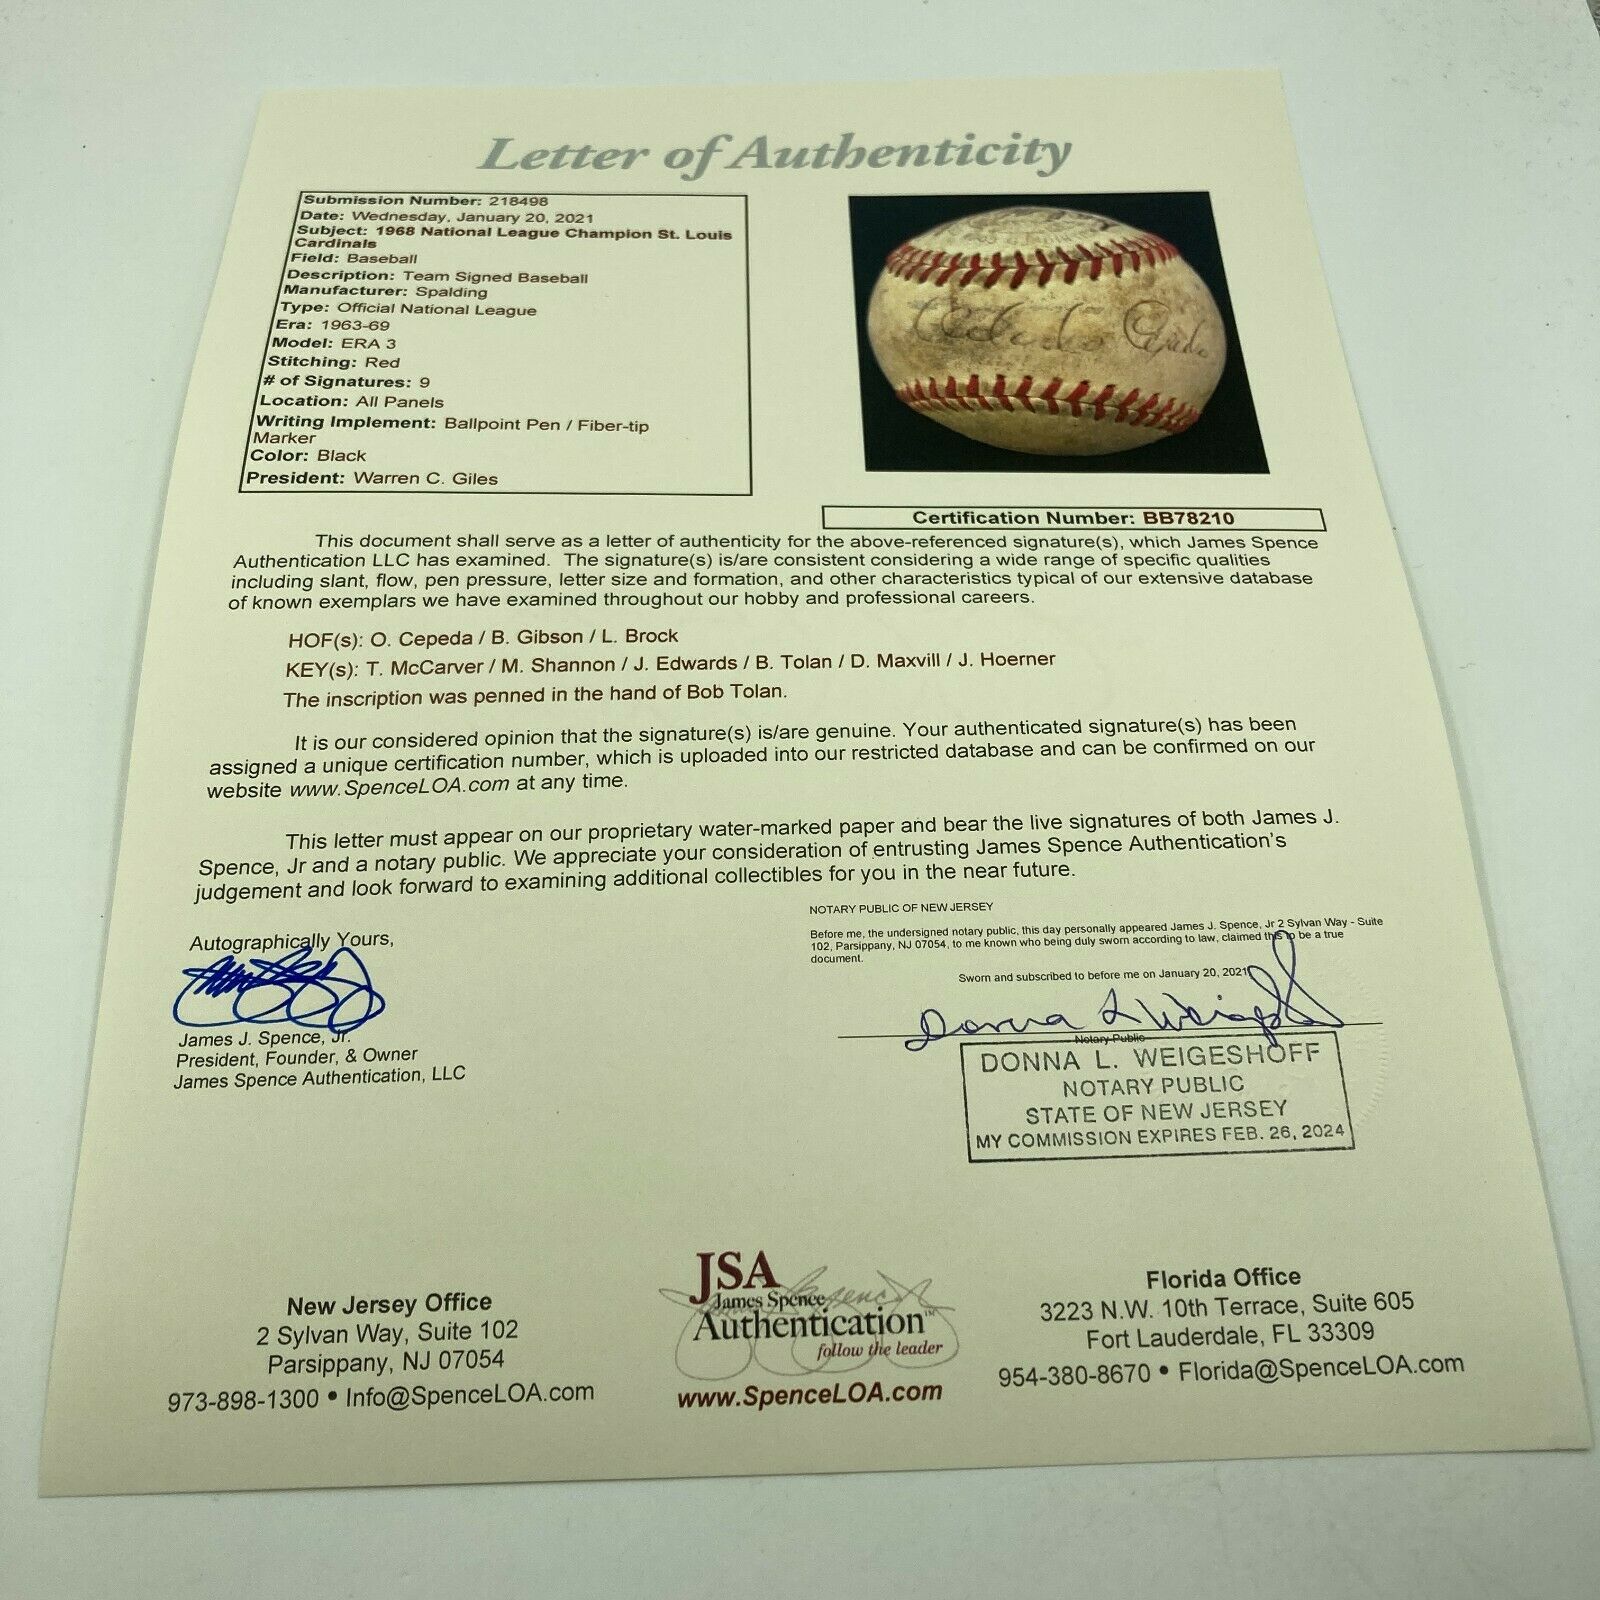 Letter of Authenticity
Submission Number: 218498
Date: Wednesday, January 20, 2021
Subject: 1968 National League Champion St. Louis
Cardinals
Field: Baseball
Description: Team Signed Baseball
Manufacturer: Spalding
Type: Official National League
Era: 1963-69
Model: ERA 3
Stitching: Red
# of Signatures: 9
Location: All Panels
Writing Implement: Ballpoint Pen / Fiber-tip
Marker
Color: Black
President: Warren C. Giles
Certification Number: BB78210
This document shall serve as a letter of authenticity for the above-referenced signature(s), which James Spence
Authentication LLC has examined. The signature(s) is/are consistent considering a wide range of specific qualities
including slant, flow, pen pressure, letter size and formation, and other characteristics typical of our extensive database
of known exemplars we have examined throughout our hobby and professional careers.
HOF(s): O. Cepeda / B. Gibson / L. Brock
KEY(s): T. McCarver / M. Shannon / J. Edwards / B. Tolan / D. Maxvill / J. Hoerner
The inscription was penned in the hand of Bob Tolan.
It is our considered opinion that the signature(s) is/are genuine. Your authenticated signature(s) has been
assigned a unique certification number, which is uploaded into our restricted database and can be confirmed on our
website www.SpenceLOA.com at any time.
This letter must appear on our proprietary water-marked paper and bear the live signatures of both James J.
Spence, Jr and a notary public. We appreciate your consideration of entrusting James Spence Authentication's
judgement and look forward to examining additional collectibles for you in the near future.
NOTARY PUBLIC OF NEW JERSEY
Before me, the undersigned notary public, this day personally appeared James J. Spence, Jr 2 Sylvan Way - Suite
102, Parsippany, NJ 07054, to me known who being duly sworn according to law, claimed this to be a true
document.
Sworn and subscribed to before me on January 20, 2021
Donna L Weigeshoff
Notary Public
DONNA L. WEIGESHOFF
NOTARY PUBLIC
STATE OF NEW JERSEY
MY COMMISSION EXPIRES FEB. 26, 2024
Autographically Yours,
James J. Spence, Jr.
President, Founder, & Owner
James Spence Authentication, LLC
New Jersey Office
2 Sylvan Way, Suite 102
Parsippany, NJ 07054
973-898-1300 • Info@SpenceLOA.com
JSA
James Spence
Authentication™
follow the leader
www.SpenceLOA.com
Florida Office
3223 N.W. 10th Terrace, Suite 605
Fort Lauderdale, FL 33309
954-380-8670 • Florida@SpenceLOA.com